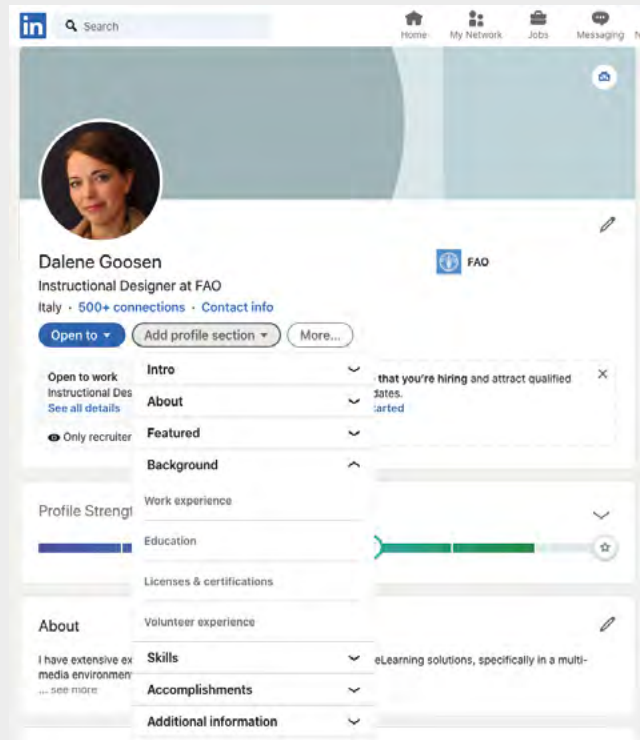 in
Search
Home
My Network
Jobs
Messaging
N
Dalene Goosen
FAO
Instructional Designer at FAO
Italy · 500+ connections · Contact info
Open to
Add profile section
More...
Intro
About
Featured
Background
Work experience
Education
Licenses & certifications
Volunteer experience
Skills
Accomplishments
Additional information
Open to work
Instructional Des
See all details
Only recruiter
that you're hiring and attract qualified
dates.
arted
Profile Strengt
About
I have extensive ex
eLearning solutions, specifically in a multi-
media environmen
... see more